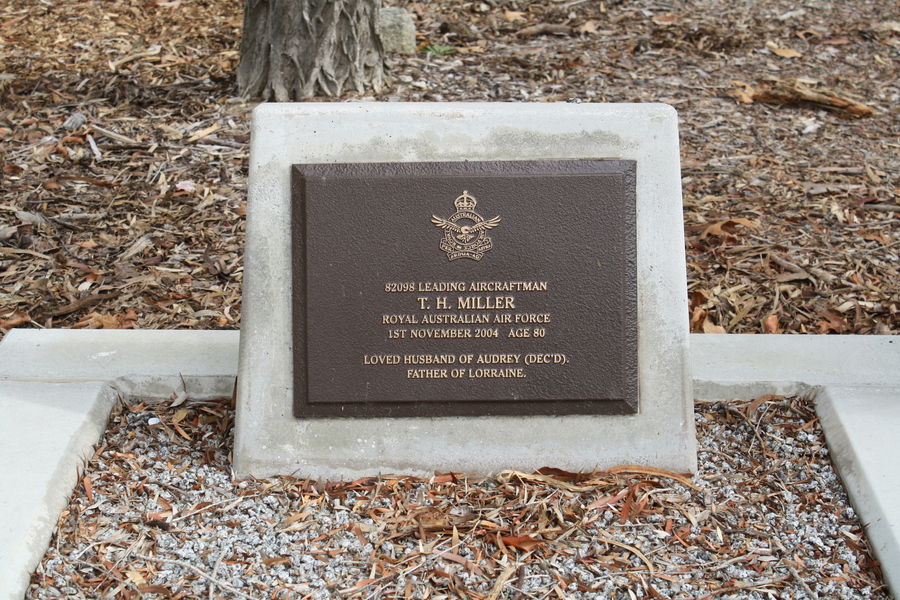 AUSTRALIAN
82098 LEADING AIRCRAFTMAN
T. H. MILLER
ROYAL AUSTRALIAN AIR FORCE
1ST NOVEMBER 2004 AGE 80
LOVED HUSBAND OF AUDREY (DEC'D).
FATHER OF LORRAINE.